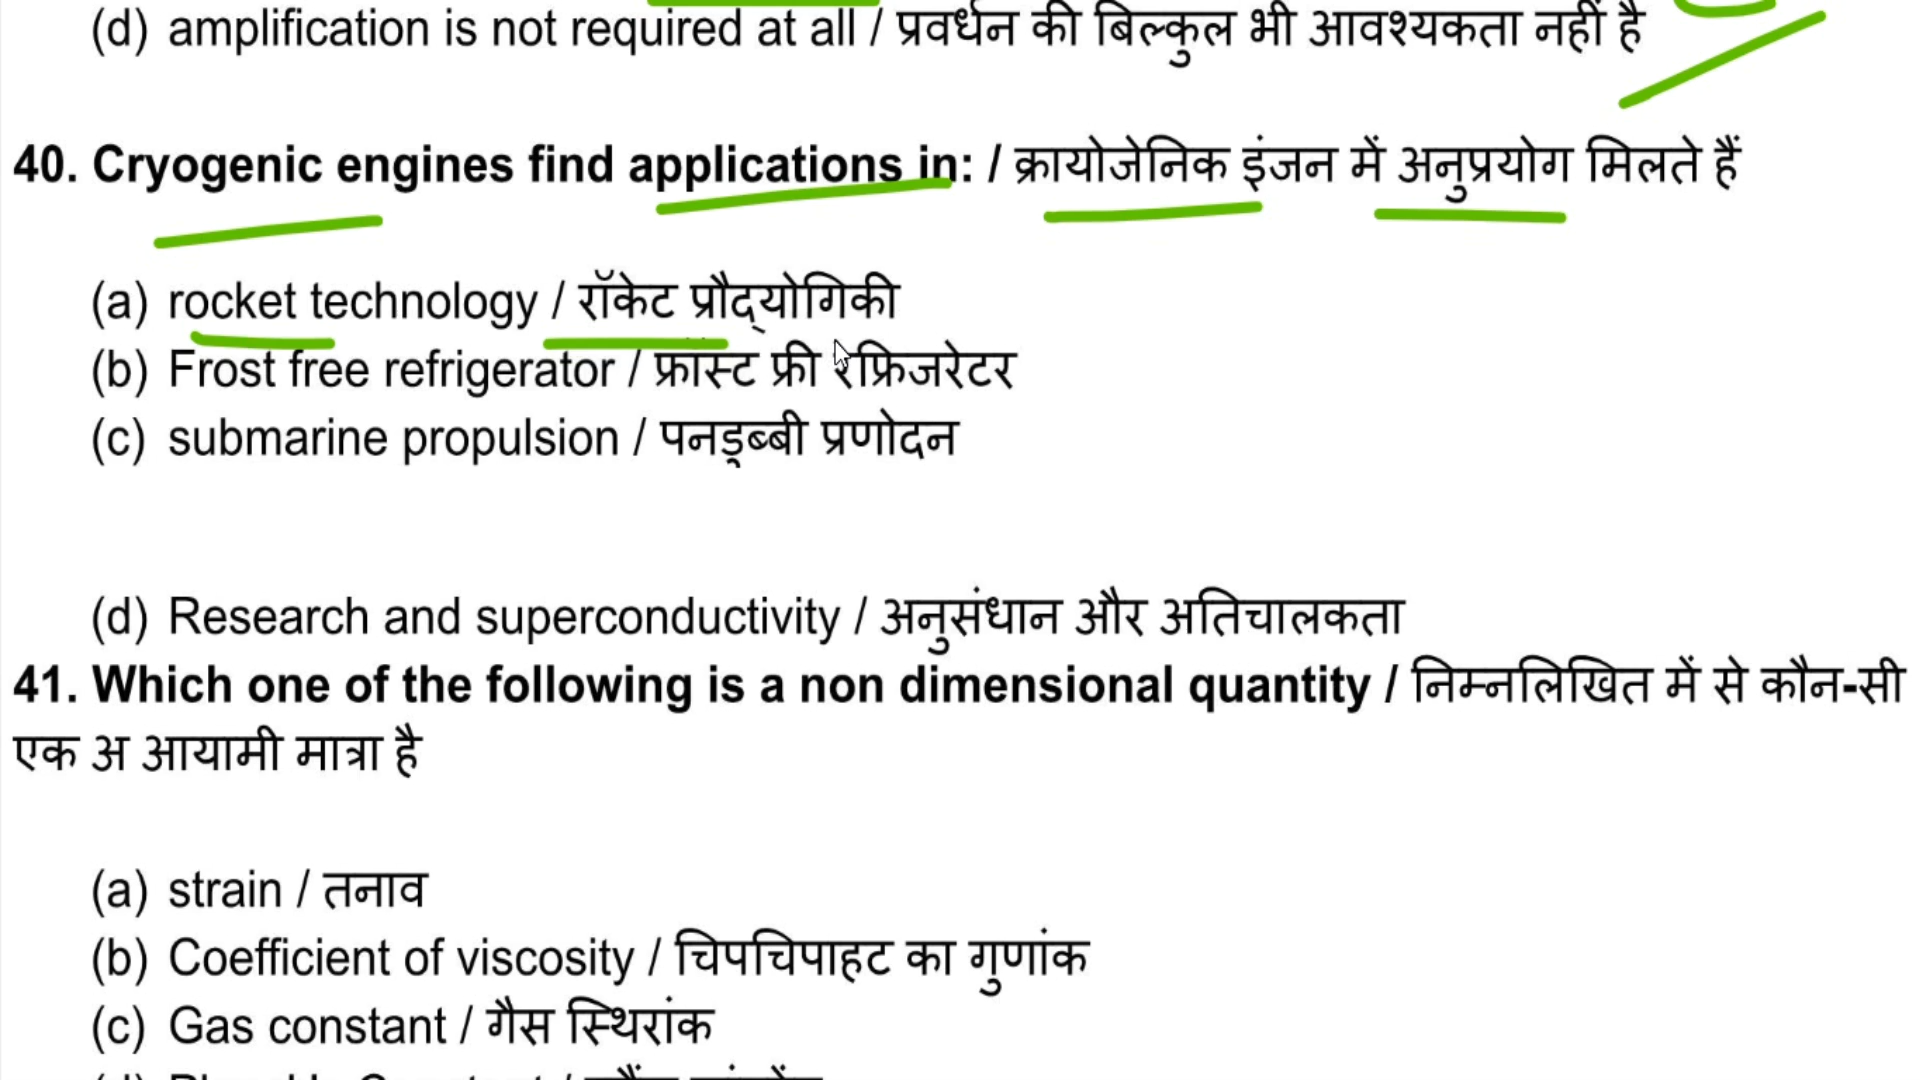 (d) amplification is not required at all / प्रवर्धन की बिल्कुल भी आवश्यकता नहीं है
40. Cryogenic engines find applications in: / क्रायोजेनिक इंजन में अनुप्रयोग मिलते हैं
(a) rocket technology / रॉकेट प्रौद्योगिकी
(b) Frost free refrigerator / फ्रॉस्ट फ्री रेफ्रिजरेटर
(c) submarine propulsion / पनडुब्बी प्रणोदन
(d) Research and superconductivity / अनुसंधान और अतिचालकता
41. Which one of the following is a non dimensional quantity / निम्नलिखित में से कौन-सी
एक अ आयामी मात्रा है
(a) strain / तनाव
(b) Coefficient of viscosity / चिपचिपाहट का गुणांक
(c) Gas constant / गैस स्थिरांक